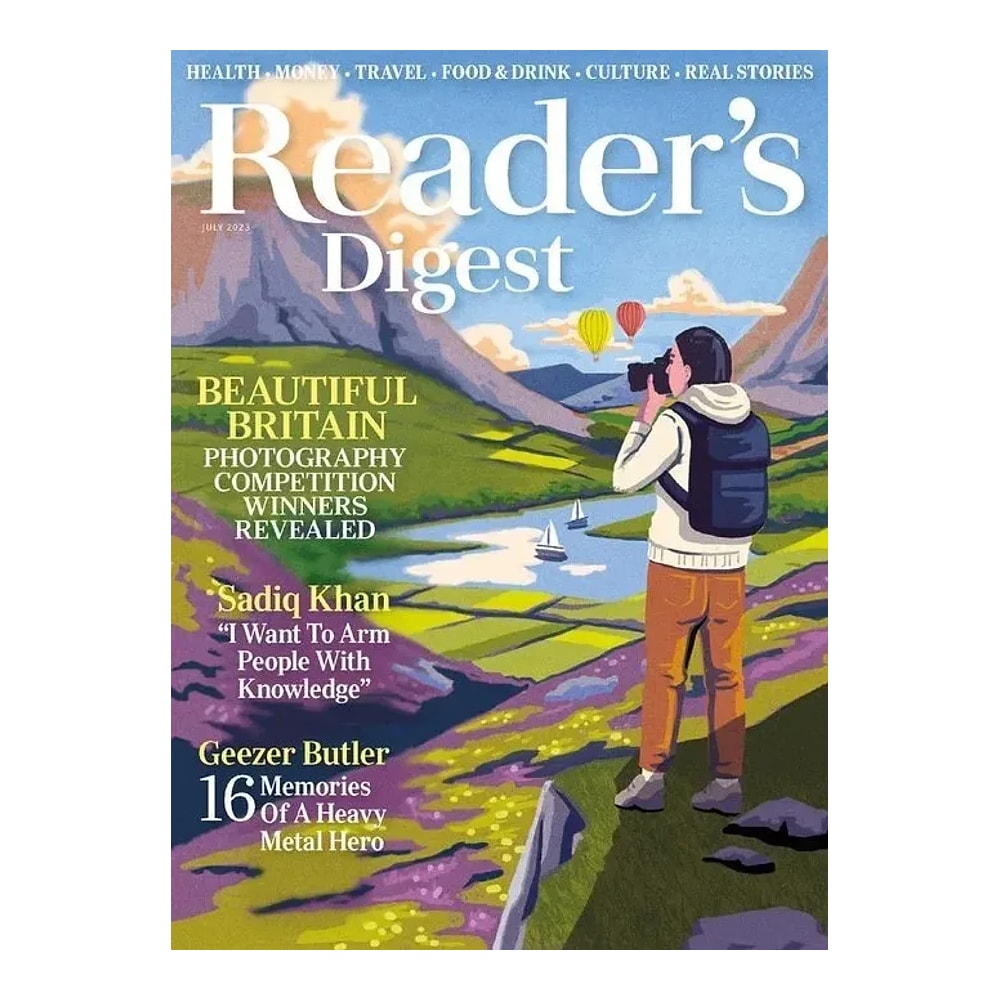 HEALTH • MONEY • TRAVEL • FOOD & DRINK • CULTURE • REAL STORIES
Reader's
JULY 2023
Digest
BEAUTIFUL
BRITAIN
PHOTOGRAPHY
COMPETITION
WINNERS
REVEALED
Sadiq Khan
“I Want To Arm
People With
Knowledge”
Geezer Butler
16 Memories
Of A Heavy
Metal Hero